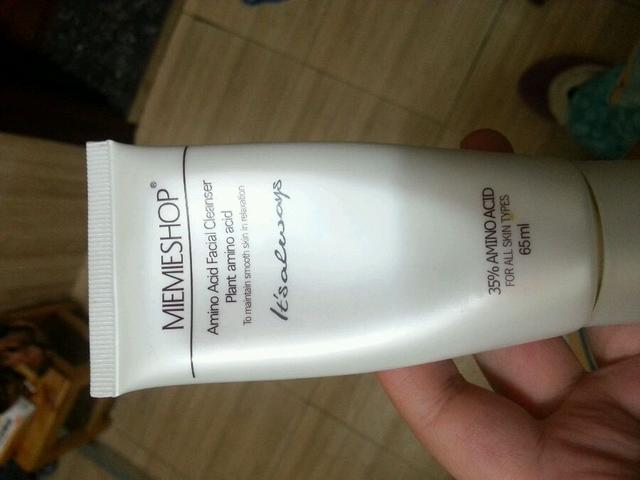 MIEMIESHOP®
Amino Acid Facial Cleanser
Plant amino acid
To maintain smooth skin in relaxation
It's always
35% AMINO ACID
FOR ALL SKIN TYPES
65ml